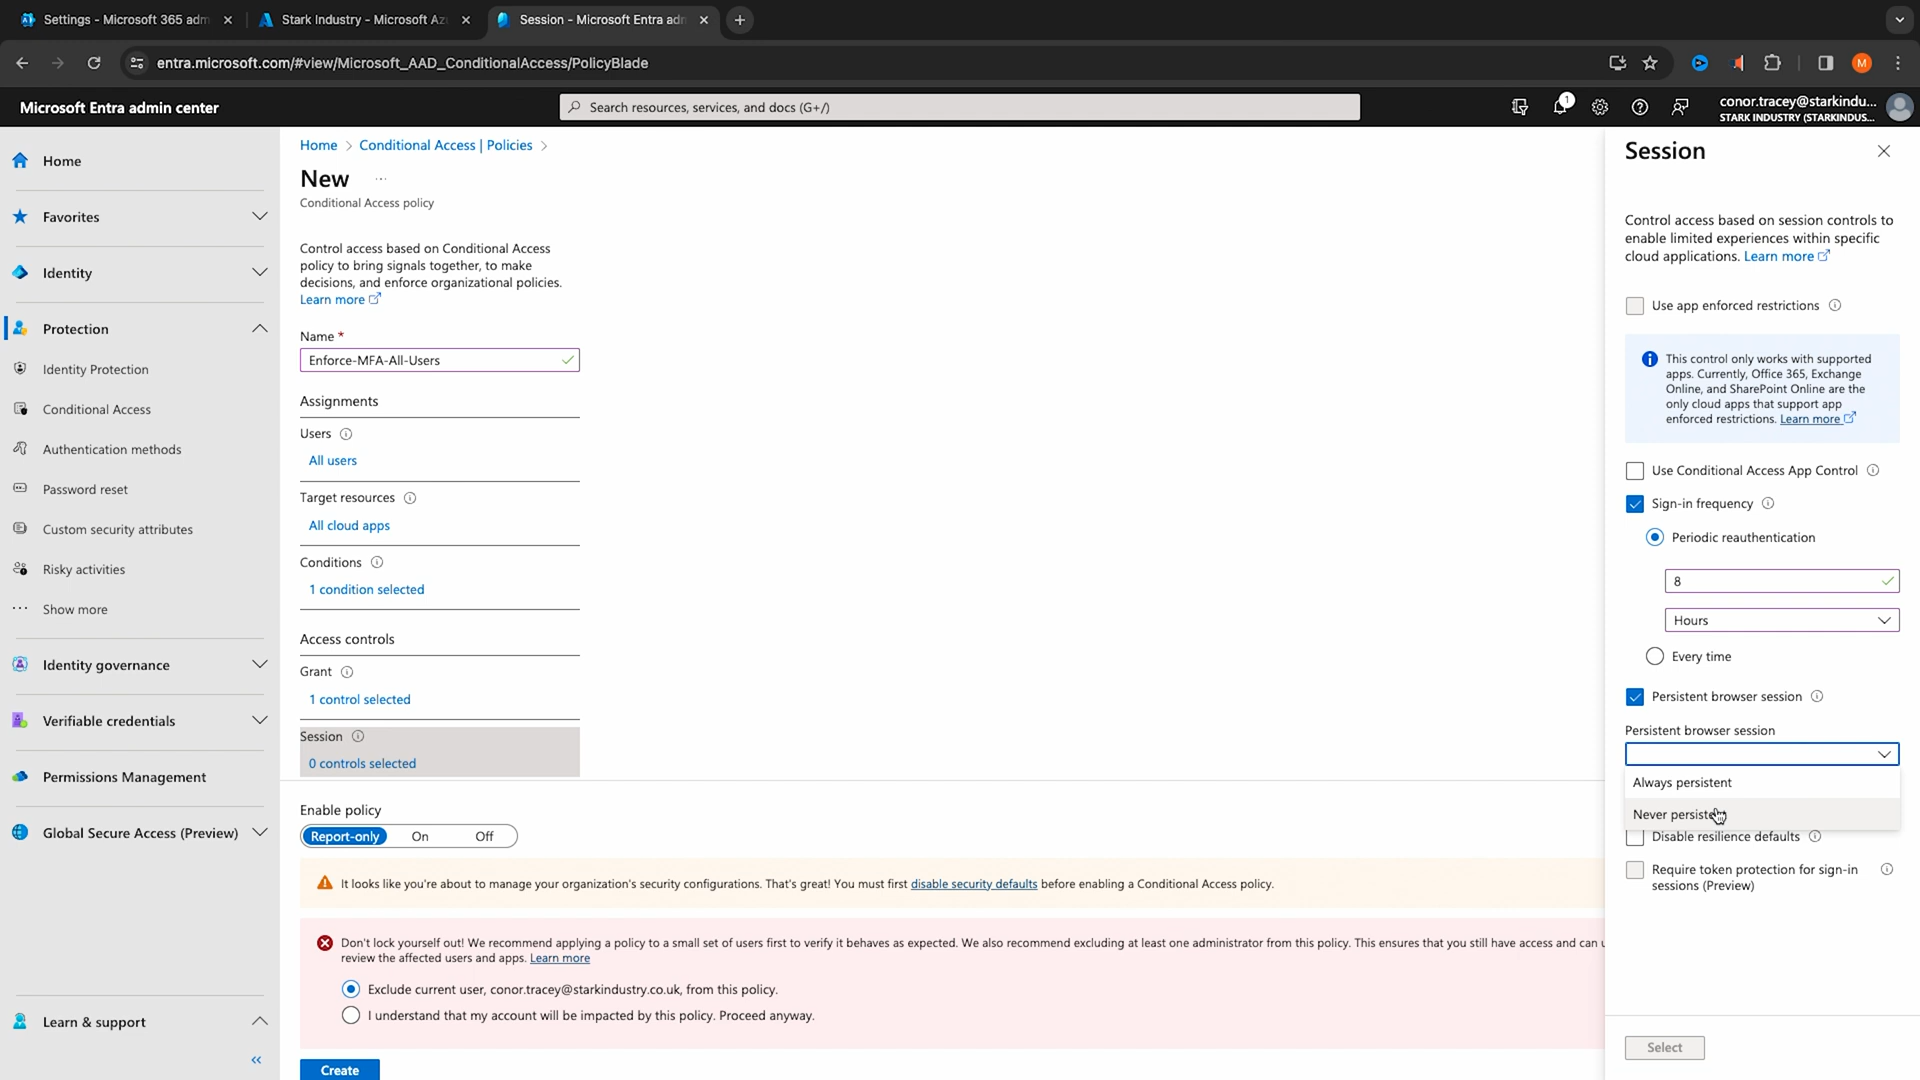 Settings - Microsoft 365 adm
Stark Industry - Microsoft Az
Session - Microsoft Entra adm
entra.microsoft.com/#view/Microsoft_AAD_ConditionalAccess/PolicyBlade
M
Microsoft Entra admin center
Search resources, services, and docs (G+/)
1
conor.tracey@starkindu...
STARK INDUSTRY (STARKINDUS...
Home
Favorites
Identity
Protection
Identity Protection
Conditional Access
Authentication methods
Password reset
Custom security attributes
Risky activities
Show more
Identity governance
Verifiable credentials
Permissions Management
Global Secure Access (Preview)
Learn & support
Home > Conditional Access | Policies >
New ...
Conditional Access policy
Control access based on Conditional Access
policy to bring signals together, to make
decisions, and enforce organizational policies.
Learn more
Name *
Enforce-MFA-All-Users
Assignments
Users
All users
Target resources
All cloud apps
Conditions
1 condition selected
Access controls
Grant
1 control selected
Session
0 controls selected
Enable policy
Report-only On Off
It looks like you're about to manage your organization's security configurations. That's great! You must first disable security defaults before enabling a Conditional Access policy.
Don't lock yourself out! We recommend applying a policy to a small set of users first to verify it behaves as expected. We also recommend excluding at least one administrator from this policy. This ensures that you still have access and can u
review the affected users and apps. Learn more
Exclude current user, conor.tracey@starkindustry.co.uk, from this policy.
I understand that my account will be impacted by this policy. Proceed anyway.
Create
Session
Control access based on session controls to
enable limited experiences within specific
cloud applications. Learn more
Use app enforced restrictions
This control only works with supported
apps. Currently, Office 365, Exchange
Online, and SharePoint Online are the
only cloud apps that support app
enforced restrictions. Learn more
Use Conditional Access App Control
Sign-in frequency
Periodic reauthentication
8
Hours
Every time
Persistent browser session
Persistent browser session
Always persistent
Never persistent
Disable resilience defaults
Require token protection for sign-in
sessions (Preview)
Select